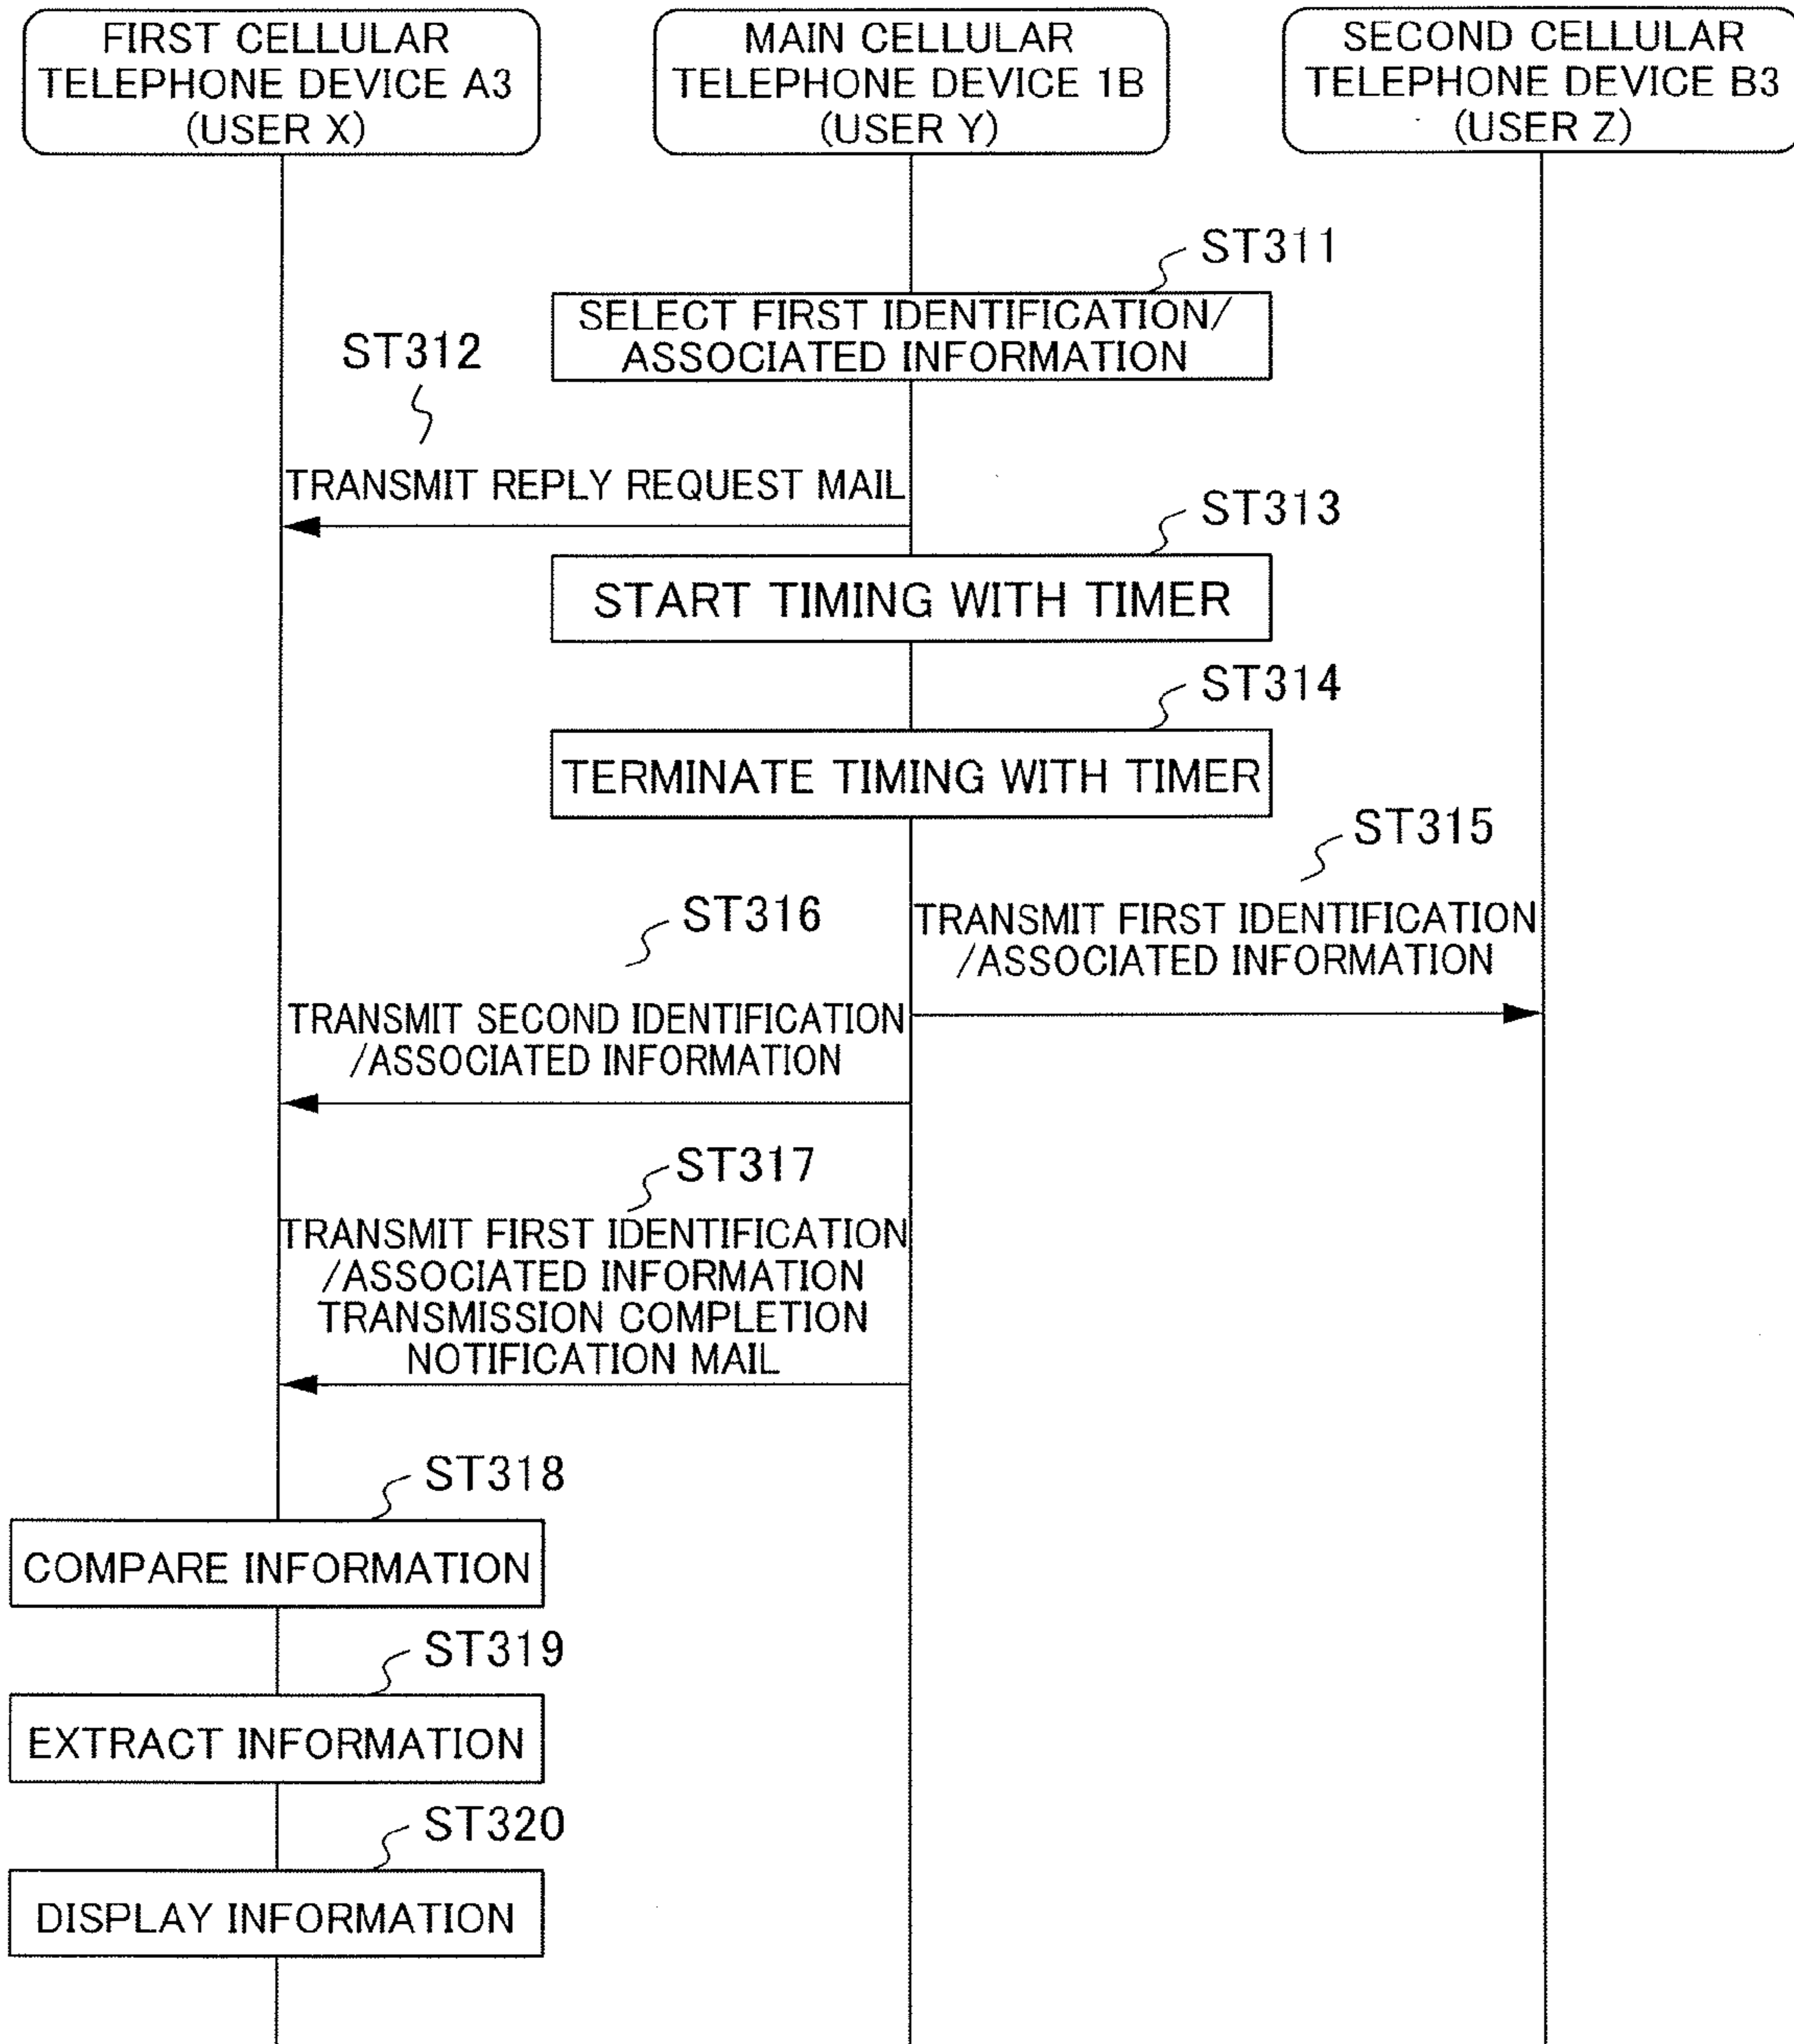 FIRST CELLULAR
TELEPHONE DEVICE A3
(USER X)
MAIN CELLULAR
TELEPHONE DEVICE 1B
(USER Y)
SECOND CELLULAR
TELEPHONE DEVICE B3
(USER Z)
ST311
SELECT FIRST IDENTIFICATION/
ASSOCIATED INFORMATION
ST312
TRANSMIT REPLY REQUEST MAIL
ST313
START TIMING WITH TIMER
ST314
TERMINATE TIMING WITH TIMER
ST315
TRANSMIT FIRST IDENTIFICATION
/ASSOCIATED INFORMATION
ST316
TRANSMIT SECOND IDENTIFICATION
/ASSOCIATED INFORMATION
ST317
TRANSMIT FIRST IDENTIFICATION
/ASSOCIATED INFORMATION
TRANSMISSION COMPLETION
NOTIFICATION MAIL
ST318
COMPARE INFORMATION
ST319
EXTRACT INFORMATION
ST320
DISPLAY INFORMATION